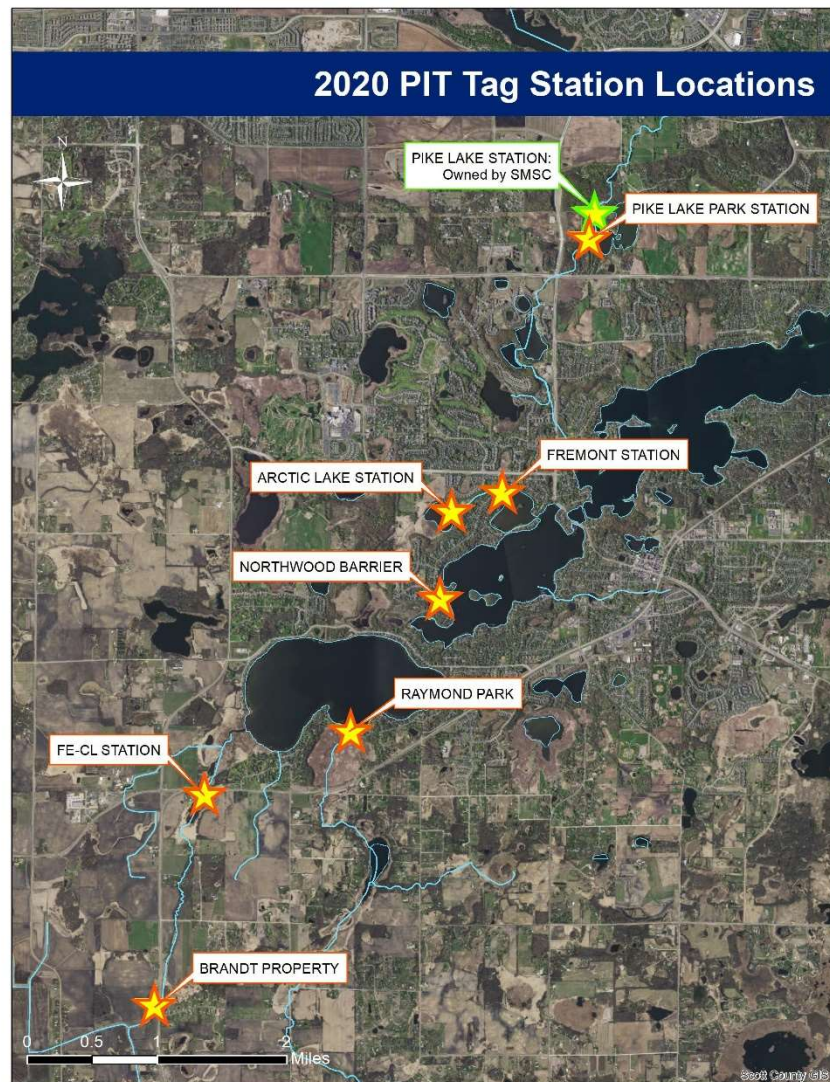 2020 PIT Tag Station Locations
N
PIKE LAKE STATION:
Owned by SMSC
PIKE LAKE PARK STATION
FREMONT STATION
ARCTIC LAKE STATION
NORTHWOOD BARRIER
RAYMOND PARK
FE-CL STATION
BRANDT PROPERTY
0 0.5 1 2
Miles
Scott County GIS